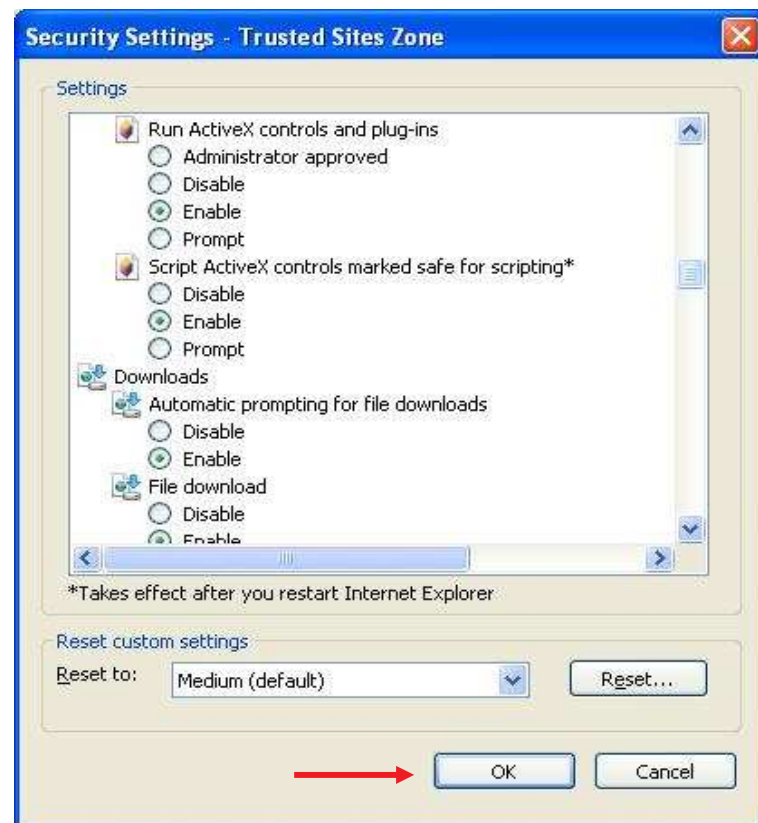 Security Settings - Trusted Sites Zone
Settings
Run ActiveX controls and plug-ins
Administrator approved
Disable
Enable
Prompt
Script ActiveX controls marked safe for scripting*
Disable
Enable
Prompt
Downloads
Automatic prompting for file downloads
Disable
Enable
File download
Disable
Enable
*Takes effect after you restart Internet Explorer
Reset custom settings
Reset to: Medium (default) Reset...
OK Cancel